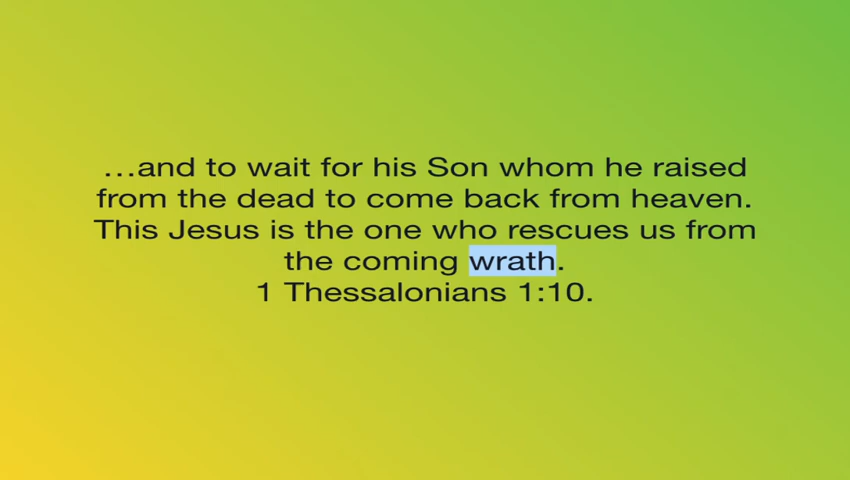 …and to wait for his Son whom he raised
from the dead to come back from heaven.
This Jesus is the one who rescues us from
the coming wrath.
1 Thessalonians 1:10.